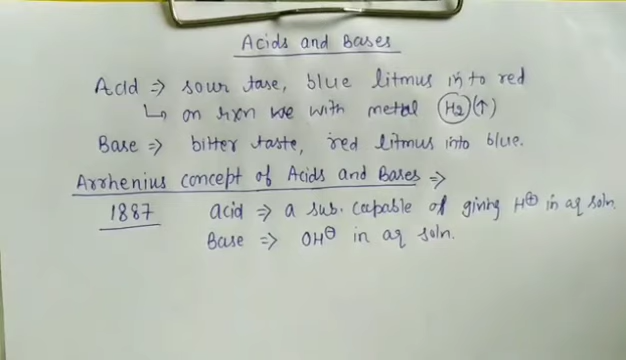 Acids and Bases
Acid => sour tase, blue litmus in to red
↳ on rxn we with metal H2(↑)
Base => bitter taste, red litmus into blue.
Arrhenius concept of Acids and Bases =>
1887 acid => a sub. capable of giving H⊕ in aq soln.
Base => OH⊖ in aq soln.